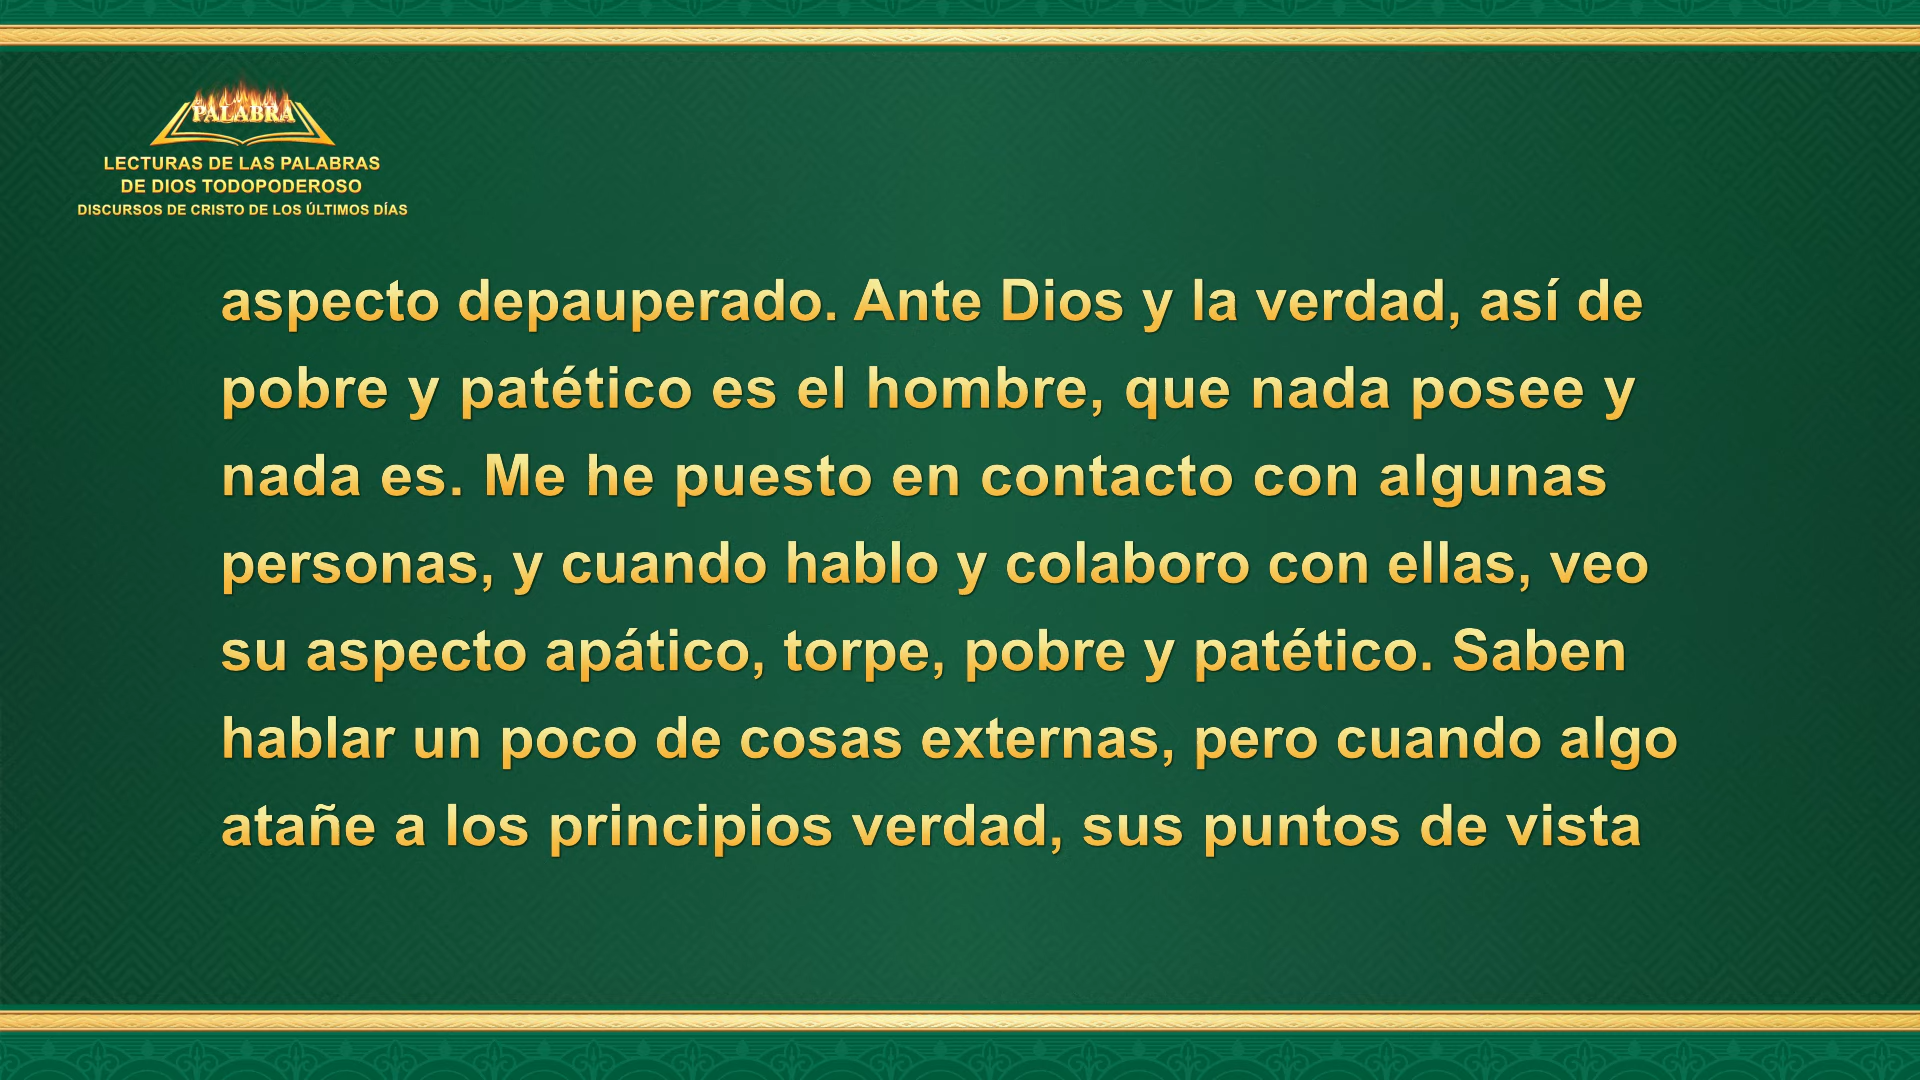 PALABRA
LECTURAS DE LAS PALABRAS
DE DIOS TODOPODEROSO
DISCURSOS DE CRISTO DE LOS ÚLTIMOS DÍAS
aspecto depauperado. Ante Dios y la verdad, así de
pobre y patético es el hombre, que nada posee y
nada es. Me he puesto en contacto con algunas
personas, y cuando hablo y colaboro con ellas, veo
su aspecto apático, torpe, pobre y patético. Saben
hablar un poco de cosas externas, pero cuando algo
atañe a los principios verdad, sus puntos de vista